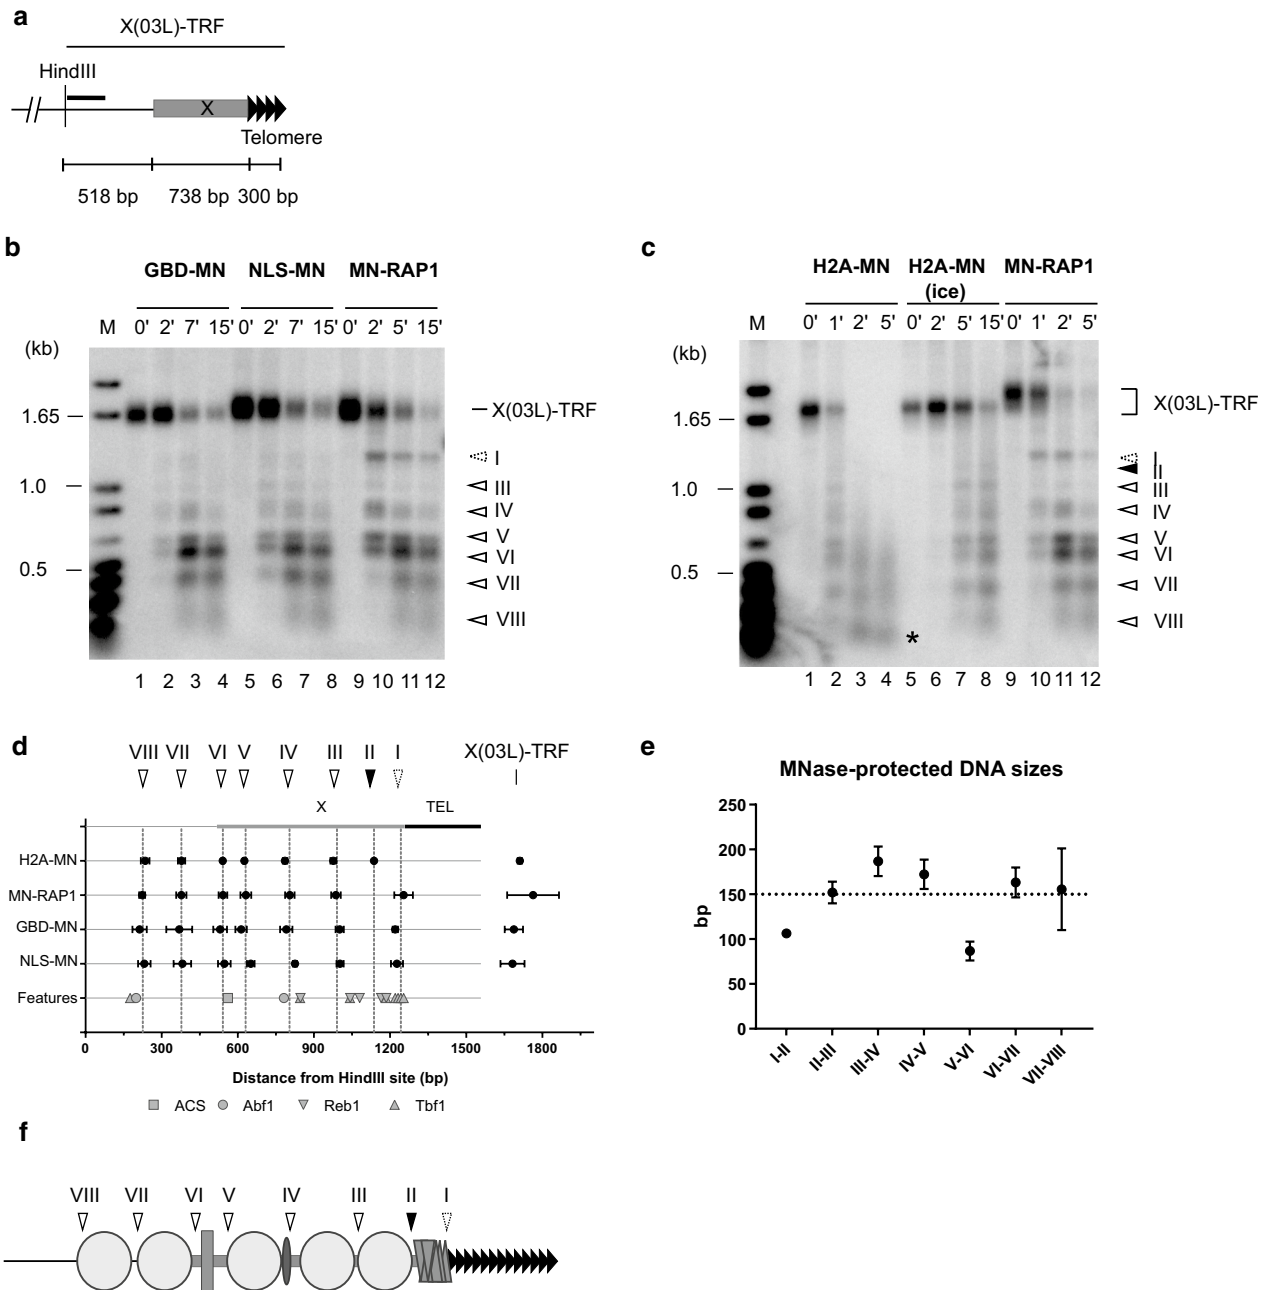 a
X(03L)-TRF
HindIII
X
Telomere
518 bp 738 bp 300 bp
b
GBD-MN NLS-MN MN-RAP1
M 0' 2' 7' 15' 0' 2' 7' 15' 0' 2' 5' 15'
(kb)
1.65
X(03L)-TRF
I
1.0
III
IV
V
VI
0.5
VII
VIII
1 2 3 4 5 6 7 8 9 10 11 12
c
H2A-MN H2A-MN MN-RAP1
(ice)
M 0' 1' 2' 5' 0' 2' 5' 15' 0' 1' 2' 5'
(kb)
X(03L)-TRF
1.65
I
II
1.0
III
IV
V
VI
0.5
VII
VIII
*
1 2 3 4 5 6 7 8 9 10 11 12
d
VIII VII VI V IV III II I X(03L)-TRF
X TEL
H2A-MN
MN-RAP1
GBD-MN
NLS-MN
Features
0 300 600 900 1200 1500 1800
Distance from HindIII site (bp)
ACS Abf1 Reb1 Tbf1
e
MNase-protected DNA sizes
250
200
150
100
50
0
bp
I-II II-III III-IV IV-V V-VI VI-VII VII-VIII
f
VIII VII VI V IV III II I